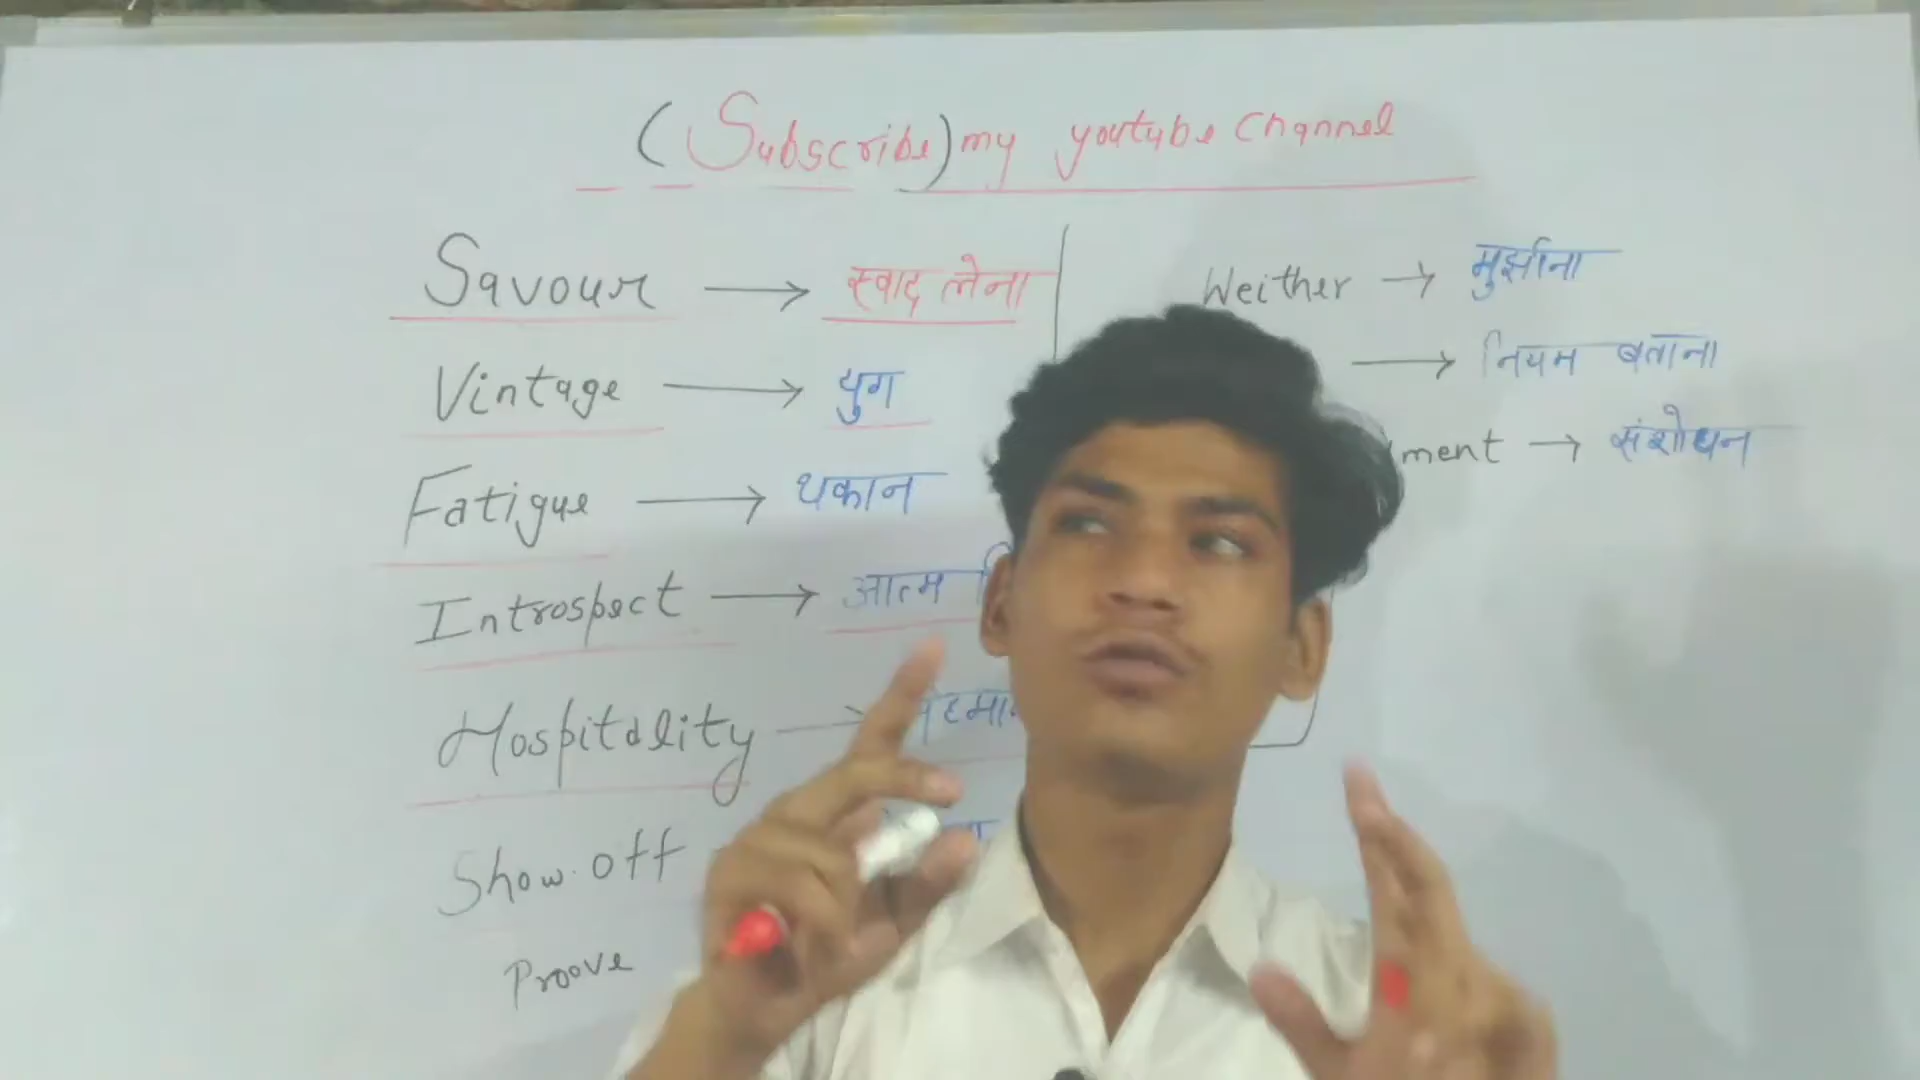 (Subscribe) my youtube channel
Savour → स्वाद लेना
Vintage → युग
Fatigue → थकान
Introspect → आत्म
Hospitality →
Show off
Proove
Weither → मुर्झाना
→ नियम बताना
ment → संशोधन